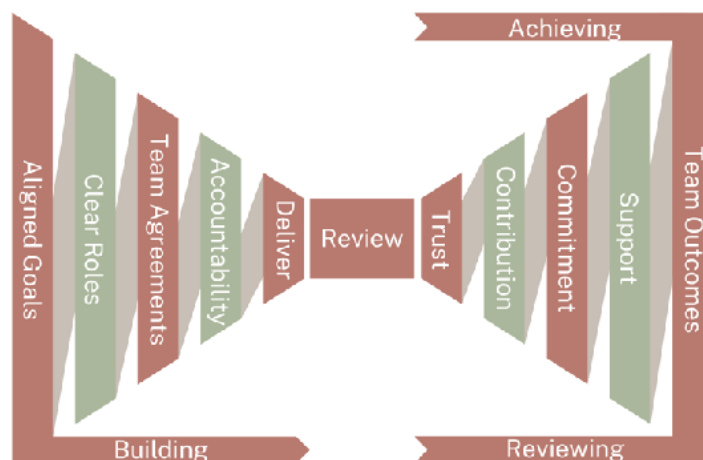 Achieving
Aligned Goals
Clear Roles
Team Agreements
Accountability
Deliver
Review
Trust
Contribution
Commitment
Support
Team Outcomes
Building
Reviewing